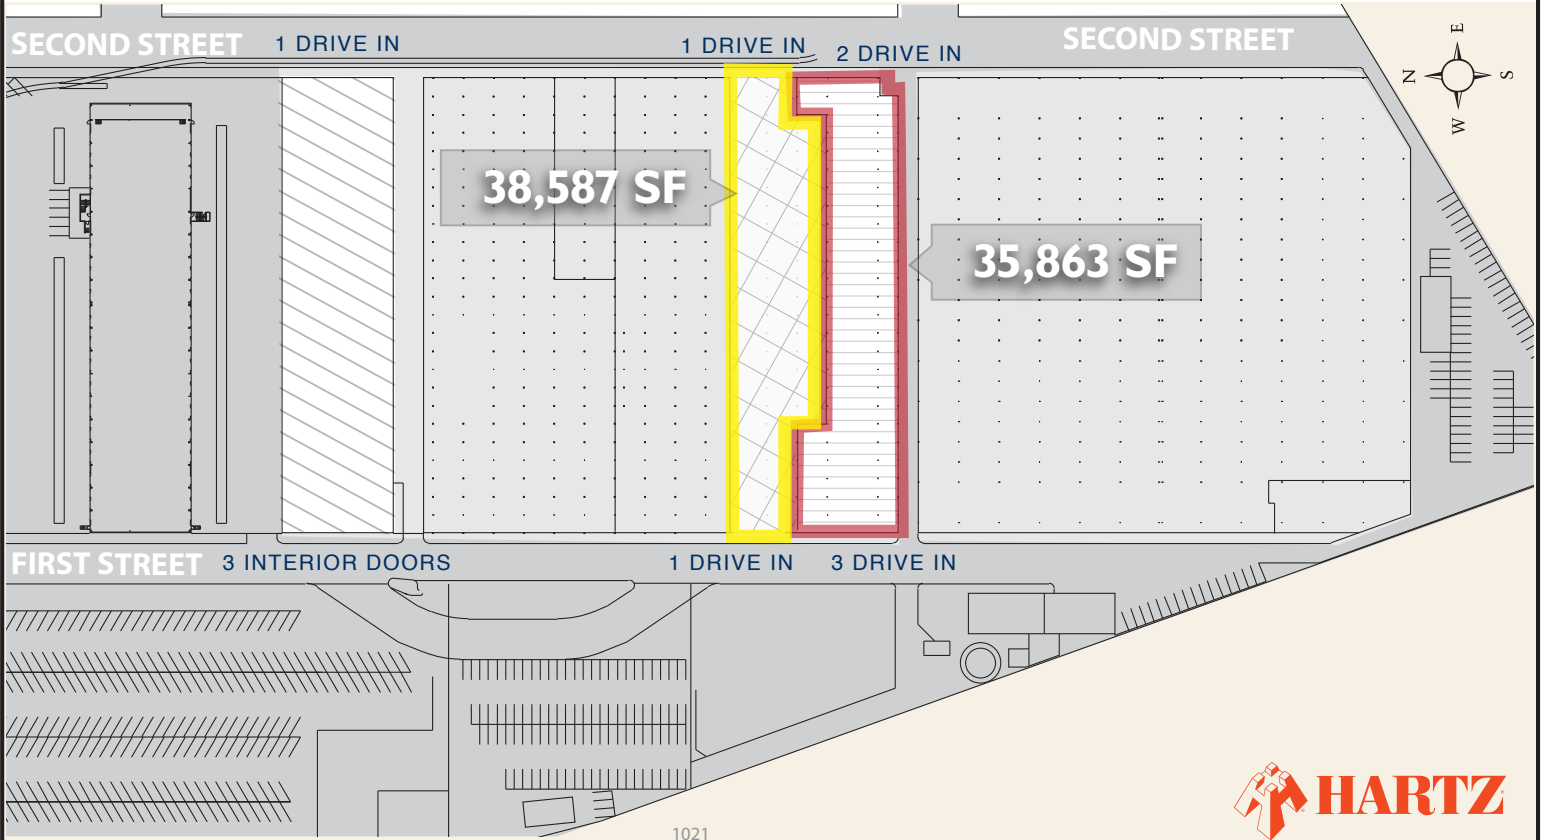 SECOND STREET
1 DRIVE IN
1 DRIVE IN
2 DRIVE IN
SECOND STREET
E
N
S
W
38,587 SF
35,863 SF
FIRST STREET
3 INTERIOR DOORS
1 DRIVE IN
3 DRIVE IN
HARTZ
1021